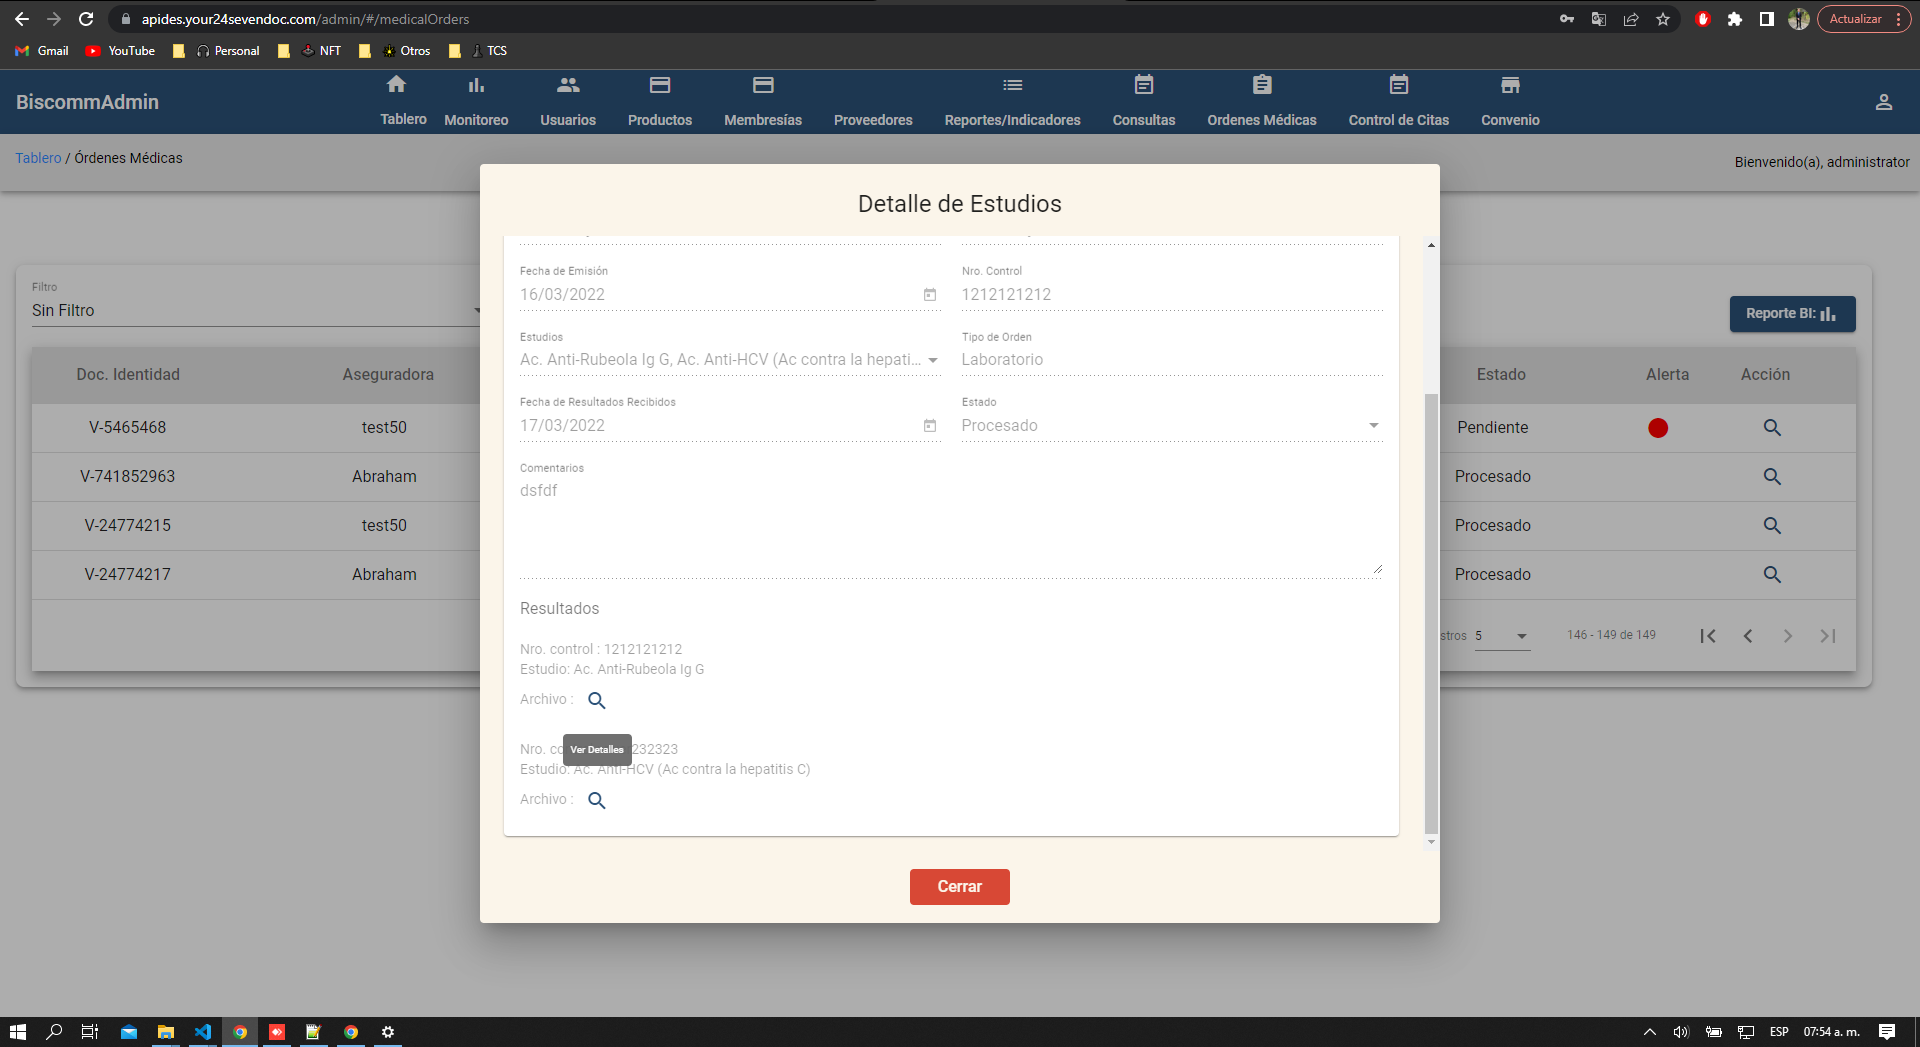 apides.your24sevendoc.com/admin/#/medicalOrders
Actualizar
Gmail
YouTube
Personal
NFT
Otros
TCS
BiscommAdmin
Tablero
Monitoreo
Usuarios
Productos
Membresías
Proveedores
Reportes/Indicadores
Consultas
Ordenes Médicas
Control de Citas
Convenio
Tablero / Órdenes Médicas
Bienvenido(a), administrator
Detalle de Estudios
Filtro
Sin Filtro
Reporte BI:
Doc. Identidad
Aseguradora
Estado
Alerta
Acción
V-5465468
test50
Pendiente
V-741852963
Abraham
Procesado
V-24774215
test50
Procesado
V-24774217
Abraham
Procesado
stros
5
146 - 149 de 149
Fecha de Emisión
16/03/2022
Nro. Control
1212121212
Estudios
Ac. Anti-Rubeola Ig G, Ac. Anti-HCV (Ac contra la hepati...
Tipo de Orden
Laboratorio
Fecha de Resultados Recibidos
17/03/2022
Estado
Procesado
Comentarios
dsfdf
Resultados
Nro. control : 1212121212
Estudio: Ac. Anti-Rubeola Ig G
Archivo :
Ver Detalles
Nro. co 232323
Estudio: Ac. Anti-HCV (Ac contra la hepatitis C)
Archivo :
Cerrar
ESP
07:54 a. m.